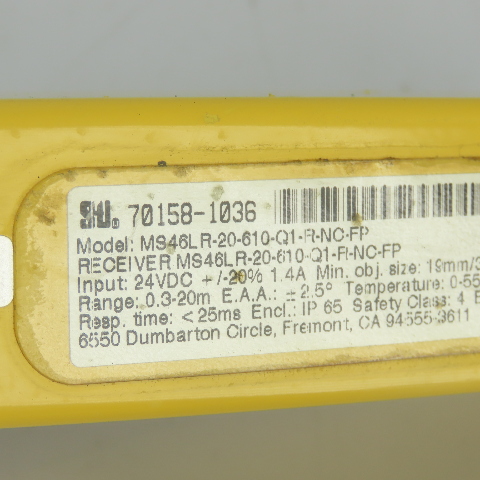 STI. 70158-1036
Model: MS46LR-20-610-Q1-R-NC-FP
RECEIVER MS46LR-20-610-Q1-R-NC-FP
Input: 24VDC +/-20% 1.4A Min. obj. size: 19mm/3
Range: 0.3-20m E.A.A.: ±2.5° Temperature: 0-55
Resp. time: <25ms Encl.: IP 65 Safety Class: 4
6550 Dumbarton Circle, Fremont, CA 94555-3611